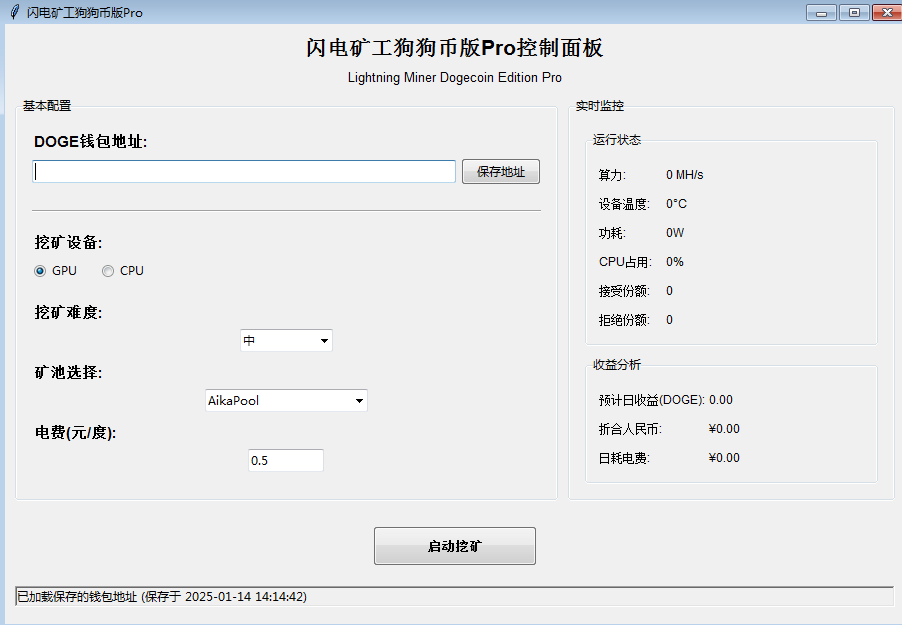 闪电矿工狗狗币版Pro
闪电矿工狗狗币版Pro控制面板
Lightning Miner Dogecoin Edition Pro
基本配置
DOGE钱包地址:
保存地址
挖矿设备:
GPU CPU
挖矿难度:
中
矿池选择:
AikaPool
电费(元/度):
0.5
实时监控
运行状态
算力: 0 MH/s
设备温度: 0°C
功耗: 0W
CPU占用: 0%
接受份额: 0
拒绝份额: 0
收益分析
预计日收益(DOGE): 0.00
折合人民币: ¥0.00
日耗电费: ¥0.00
启动挖矿
已加载保存的钱包地址 (保存于 2025-01-14 14:14:42)